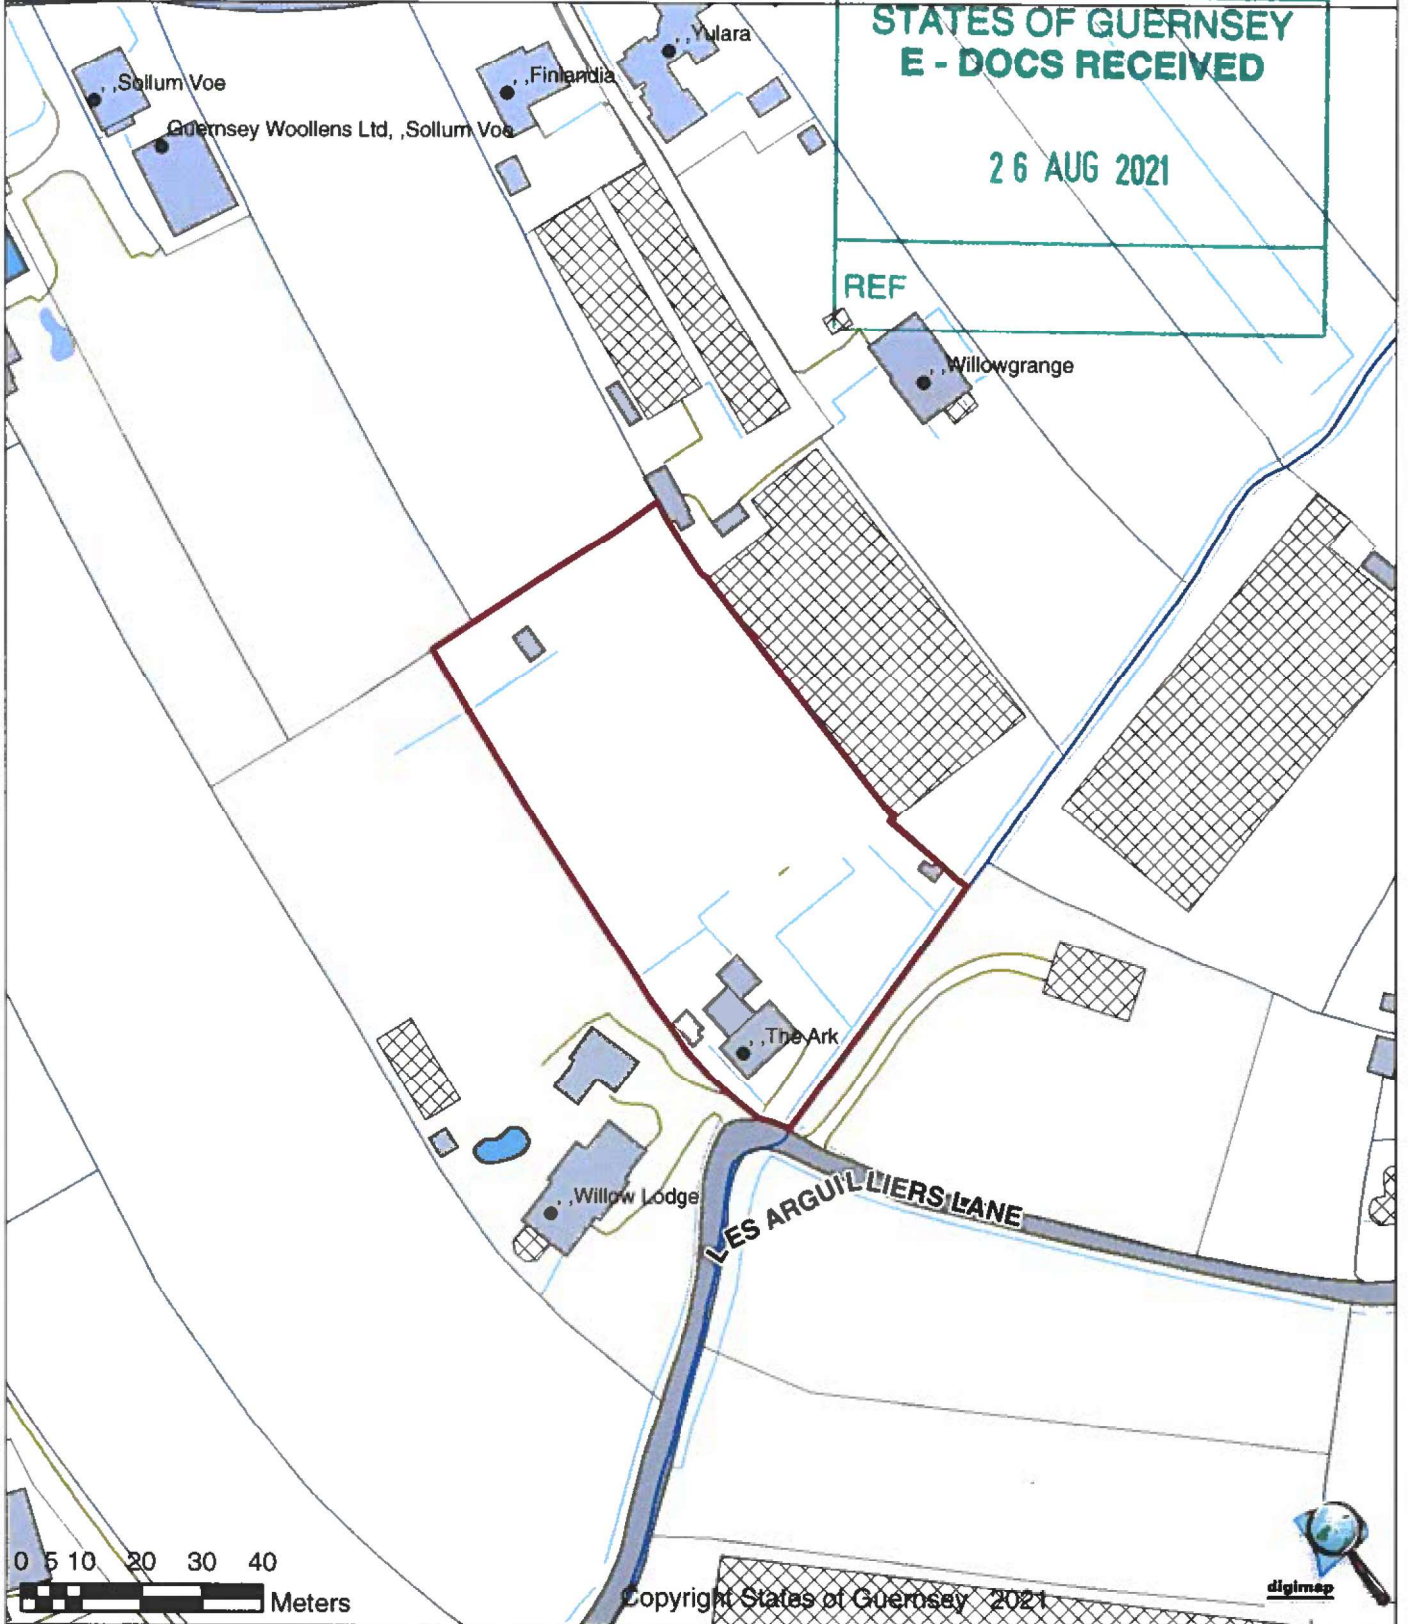 STATES OF GUERNSEY
E - DOCS RECEIVED
26 AUG 2021
REF
,,Yulara
,,Sollum Voe
,,Finlandia
Guernsey Woollens Ltd, ,Sollum Voe
,,Willowgrange
,,The Ark
,,Willow Lodge
LES ARGUILLIERS LANE
0 5 10 20 30 40
Meters
Copyright States of Guernsey 2021
digimap